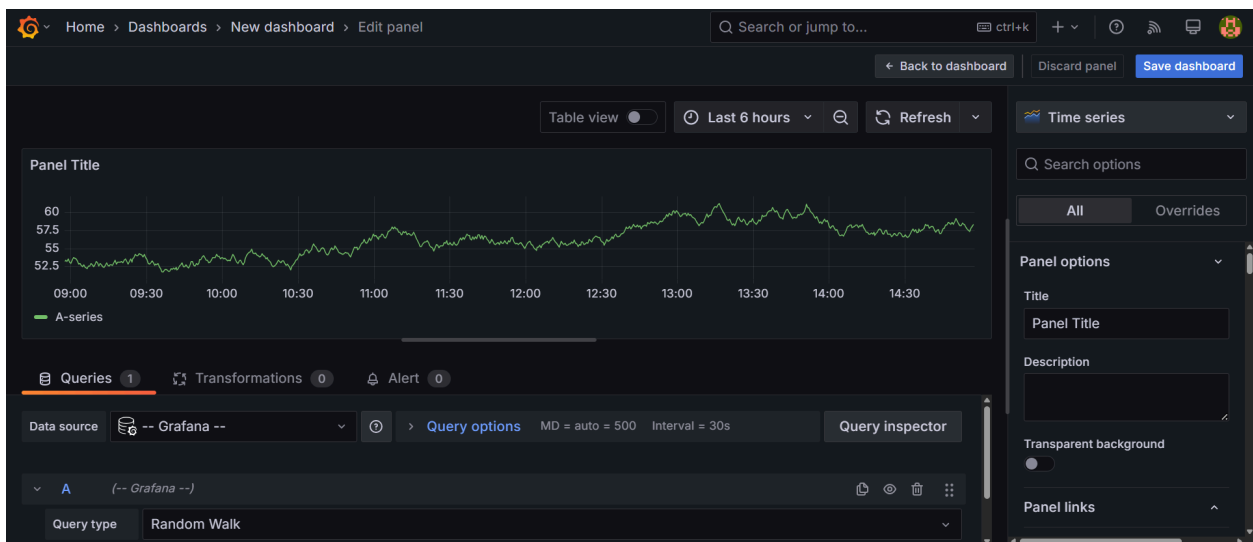 Home › Dashboards › New dashboard › Edit panel
Search or jump to...
ctrl+k
Back to dashboard
Discard panel
Save dashboard
Table view
Last 6 hours
Refresh
Time series
Panel Title
Search options
All
Overrides
60
57.5
55
52.5
09:00 09:30 10:00 10:30 11:00 11:30 12:00 12:30 13:00 13:30 14:00 14:30
A-series
Panel options
Title
Panel Title
Description
Transparent background
Panel links
Queries 1
Transformations 0
Alert 0
Data source
-- Grafana --
Query options
MD = auto = 500
Interval = 30s
Query inspector
A
(-- Grafana --)
Query type
Random Walk